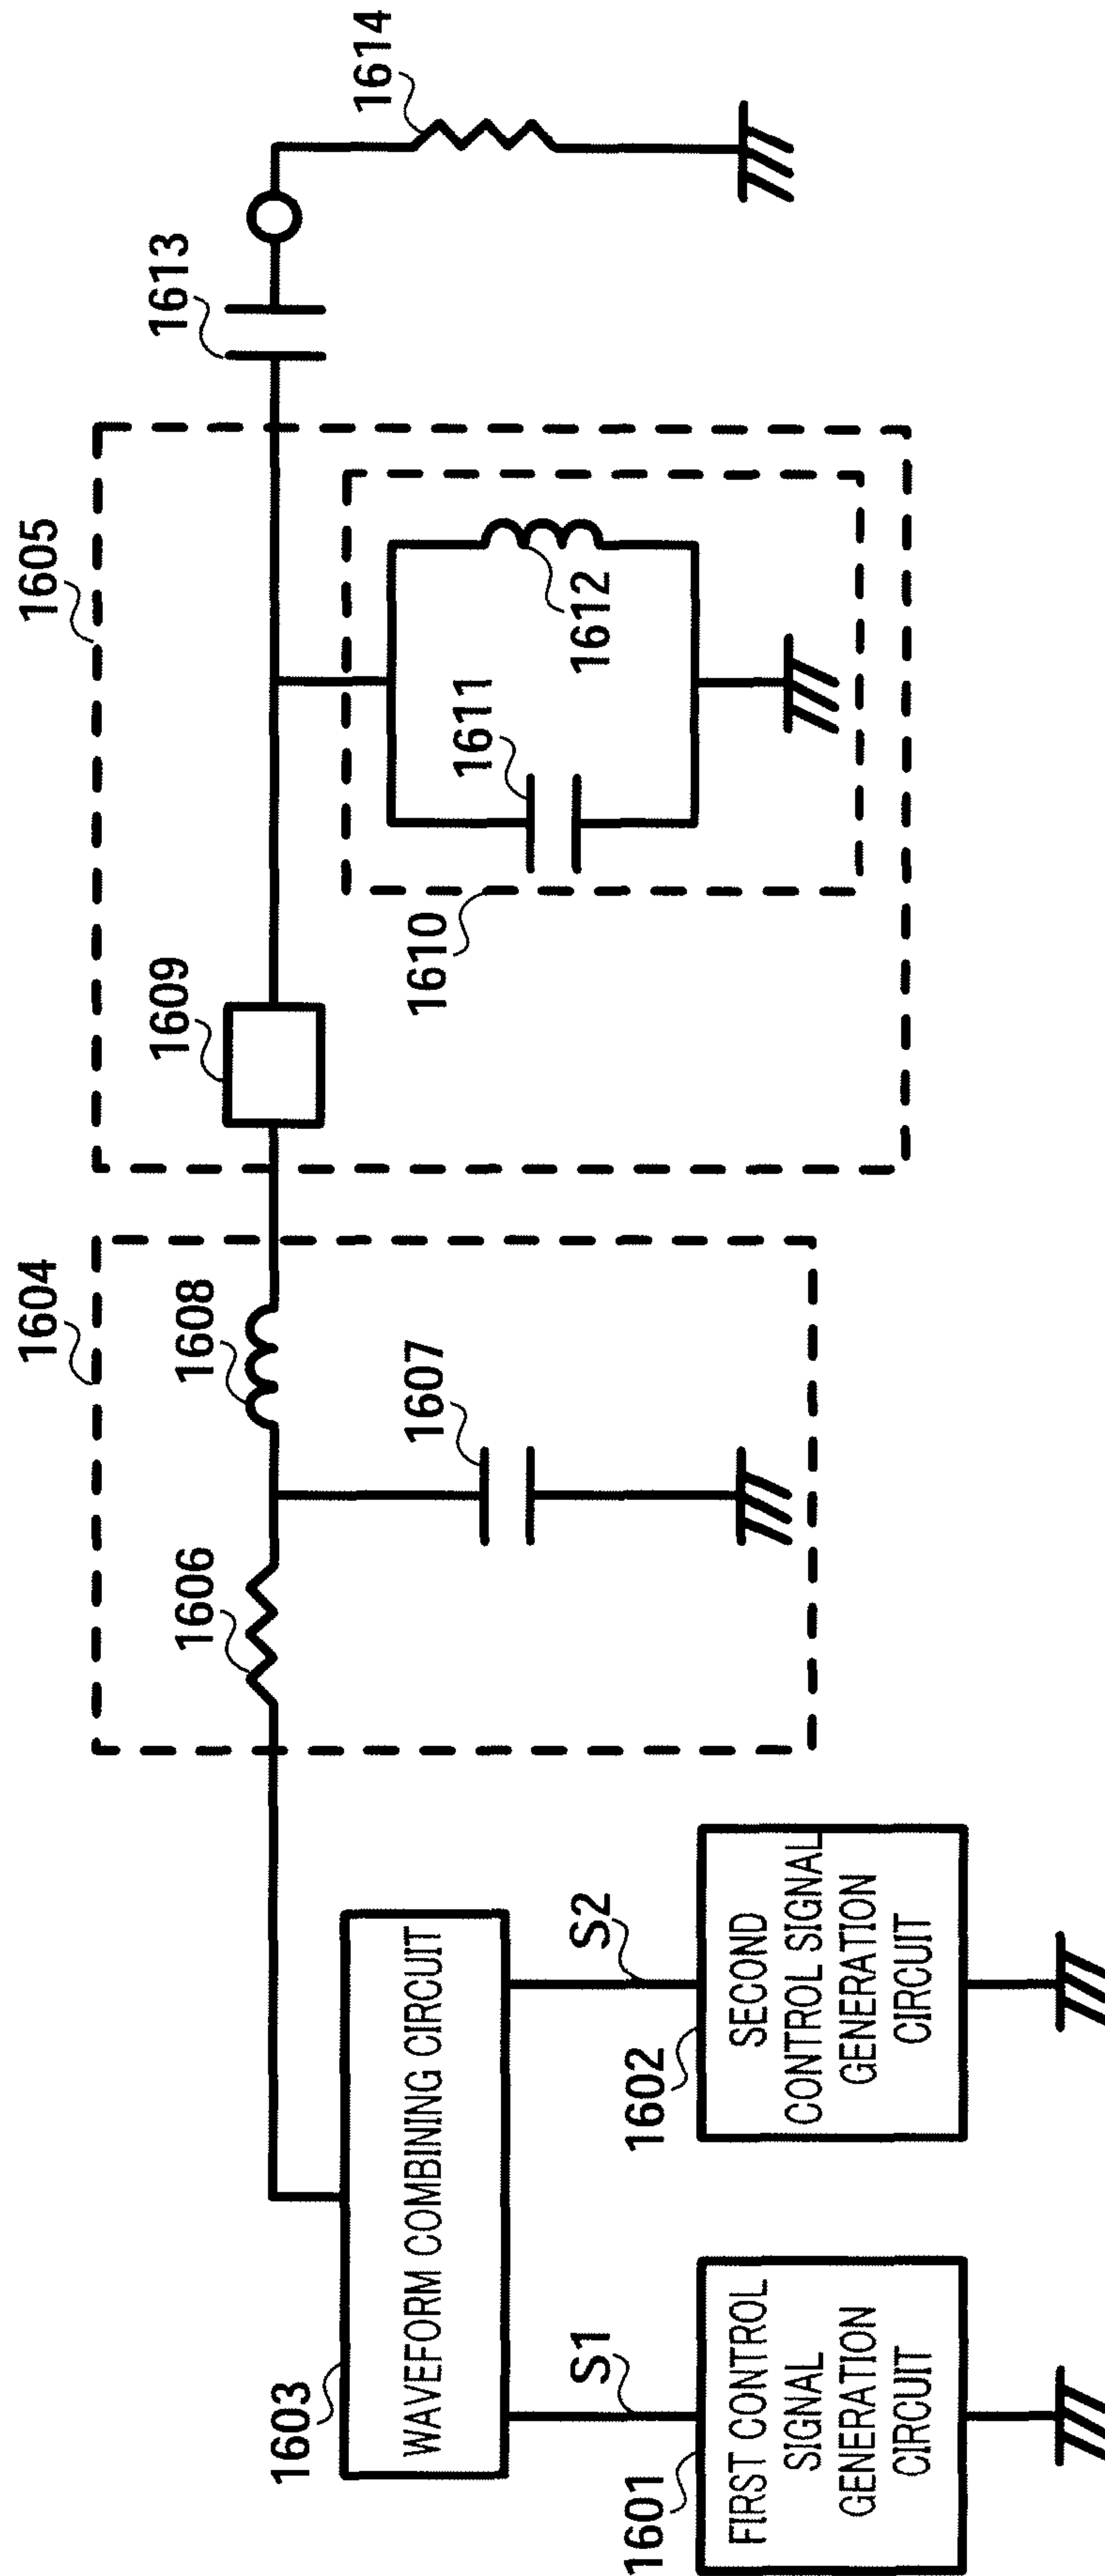 1604
1605
1606
1608
1607
1609
1613
1614
1610
1611
1612
1603
WAVEFORM COMBINING CIRCUIT
S1
S2
1601
FIRST CONTROL
SIGNAL
GENERATION
CIRCUIT
1602
SECOND
CONTROL SIGNAL
GENERATION
CIRCUIT